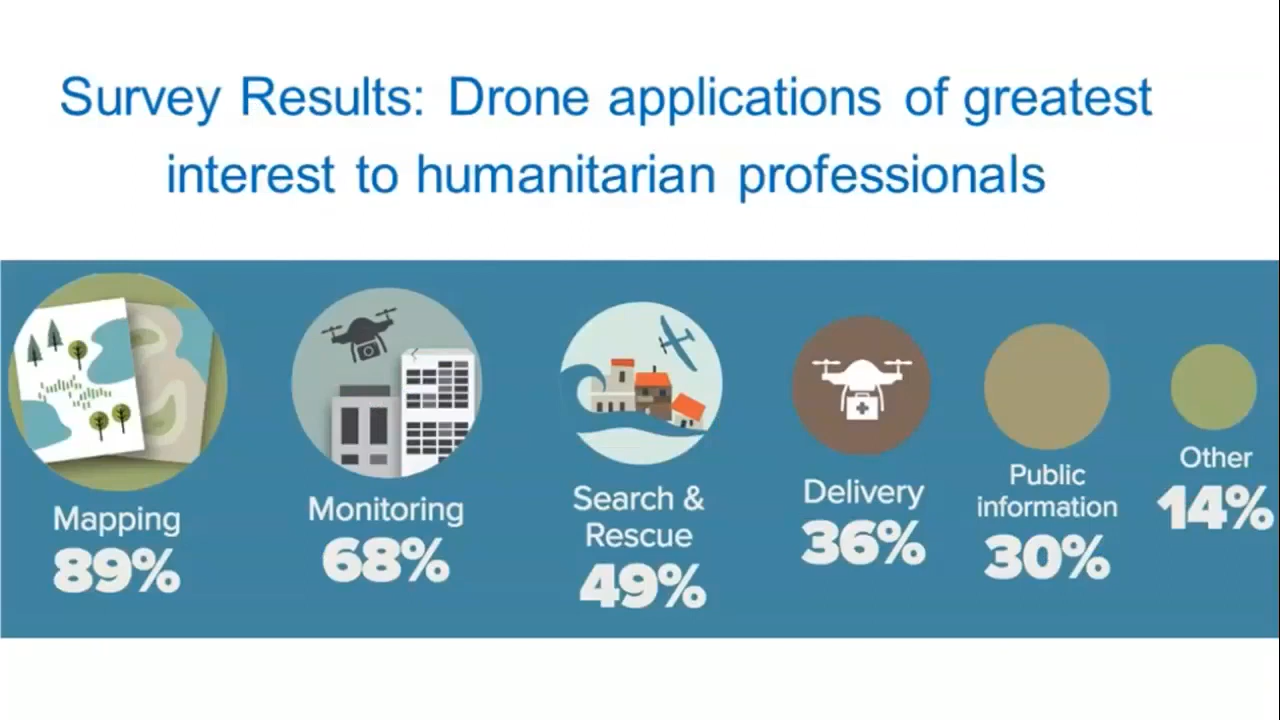 Survey Results: Drone applications of greatest
interest to humanitarian professionals
Mapping
89%
Monitoring
68%
Search &
Rescue
49%
Delivery
36%
Public
information
30%
Other
14%